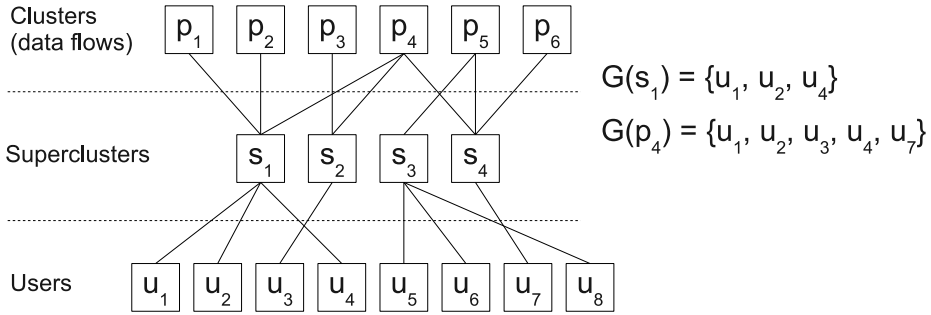 Clusters
(data flows)
p1 p2 p3 p4 p5 p6
G(s1) = {u1, u2, u4}
G(p4) = {u1, u2, u3, u4, u7}
Superclusters
s1 s2 s3 s4
Users
u1 u2 u3 u4 u5 u6 u7 u8